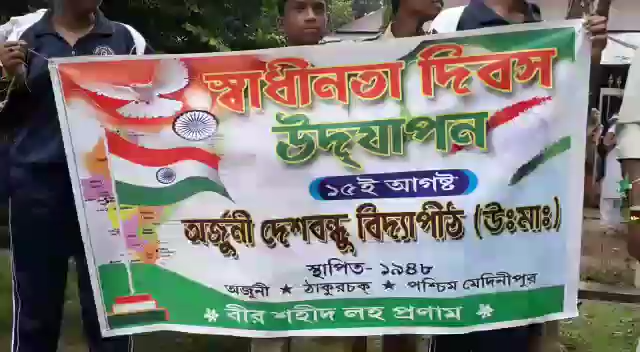 স্বাধীনতা দিবস
উদ্‌যাপন
১৫ই আগষ্ট
অর্জুনী দেশবন্ধু বিদ্যাপীঠ (উঃমাঃ)
স্থাপিত- ১৯৪৮
অর্জুনী ★ ঠাকুরচক্ ★ পশ্চিম মেদিনীপুর
বীর শহীদ লহ প্রণাম